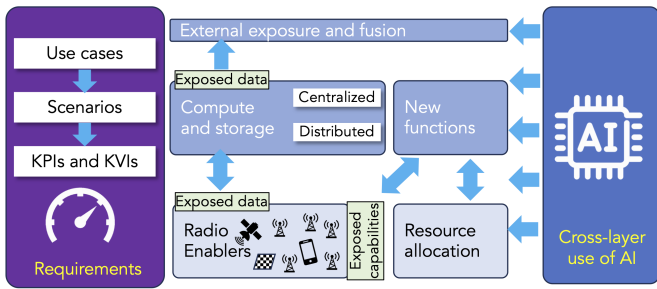 Use cases
Scenarios
KPIs and KVIs
Requirements
External exposure and fusion
Exposed data
Compute
and storage
Centralized
Distributed
New
functions
Exposed data
Radio
Enablers
Exposed
capabilities
Resource
allocation
AI
Cross-layer
use of AI